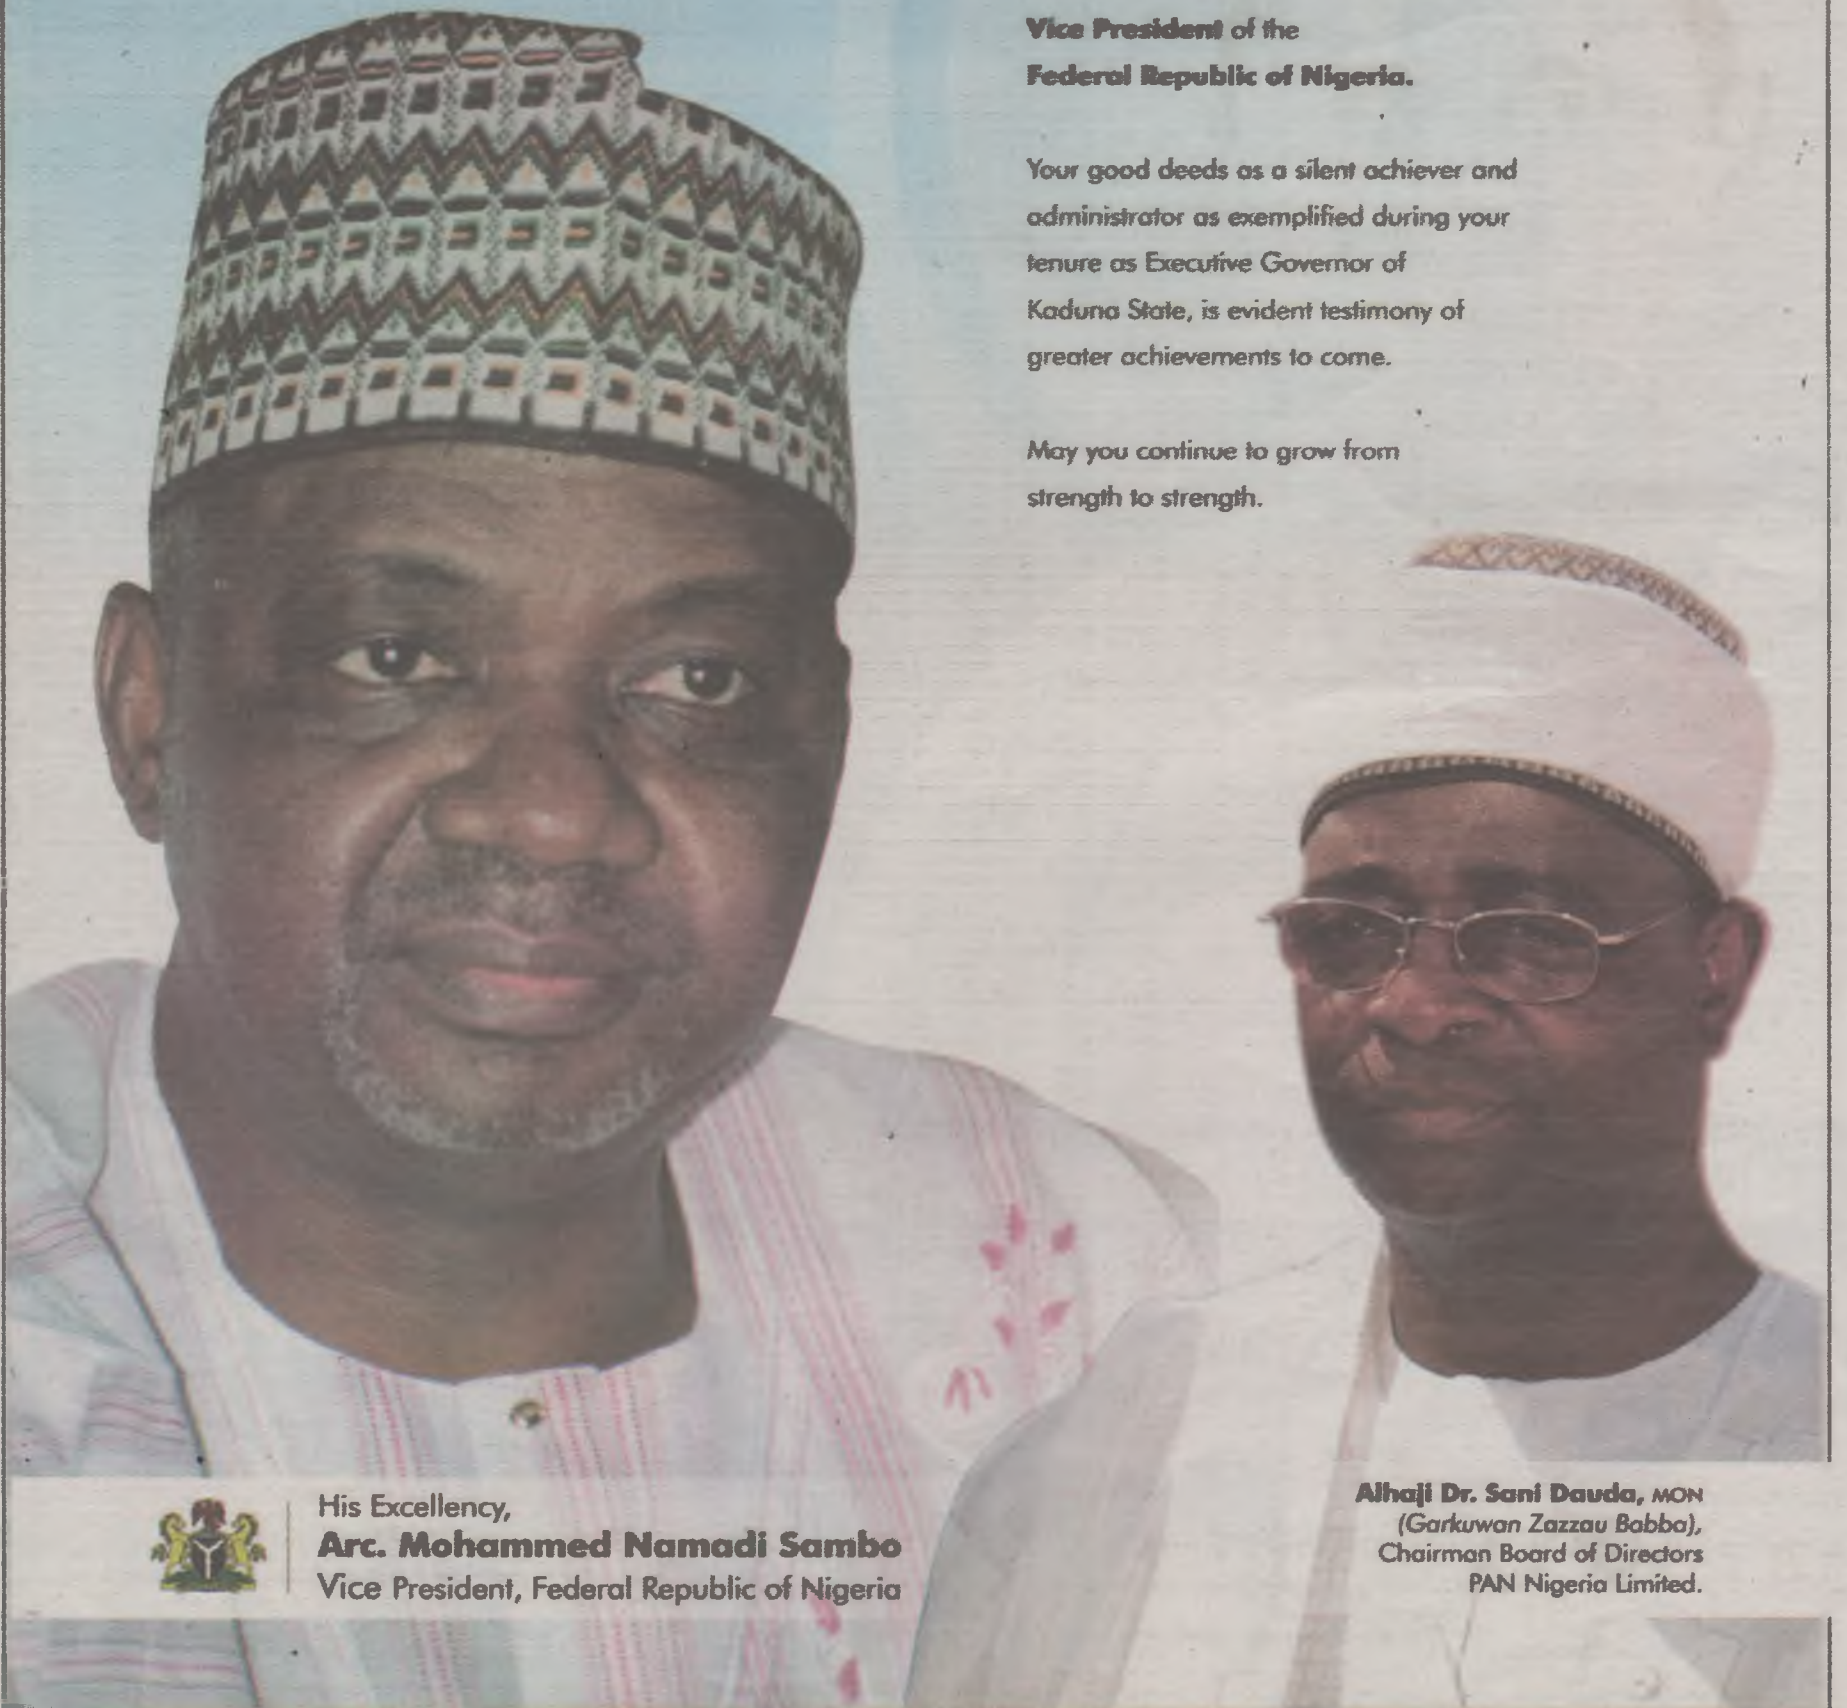 Vice President of the
Federal Republic of Nigeria.
Your good deeds as a silent achiever and
administrator as exemplified during your
tenure as Executive Governor of
Kaduna State, is evident testimony of
greater achievements to come.
May you continue to grow from
strength to strength.
His Excellency,
Arc. Mohammed Namadi Sambo
Vice President, Federal Republic of Nigeria
Alhaji Dr. Sani Dauda, MON
(Garkuwan Zazzau Babba),
Chairman Board of Directors
PAN Nigeria Limited.